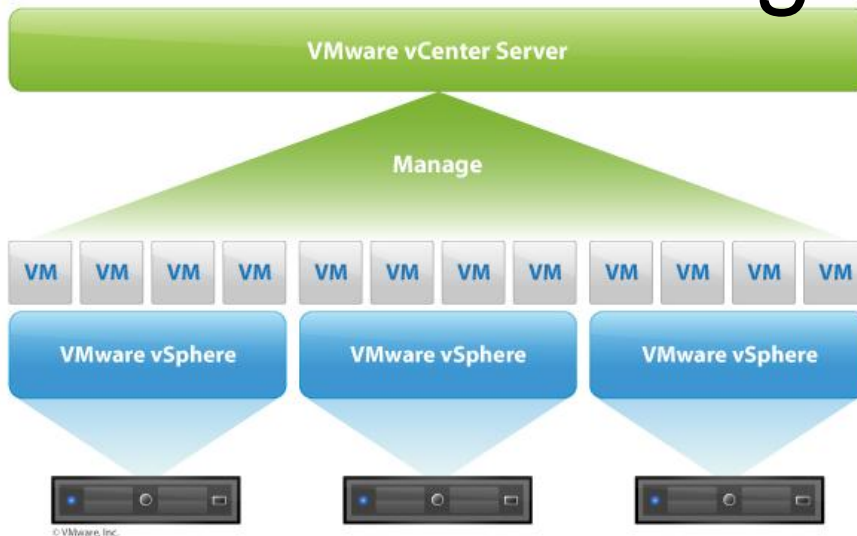 VMware vCenter Server
Manage
VM VM VM VM VM VM VM VM VM VM VM VM
VMware vSphere VMware vSphere VMware vSphere
© VMware, Inc.